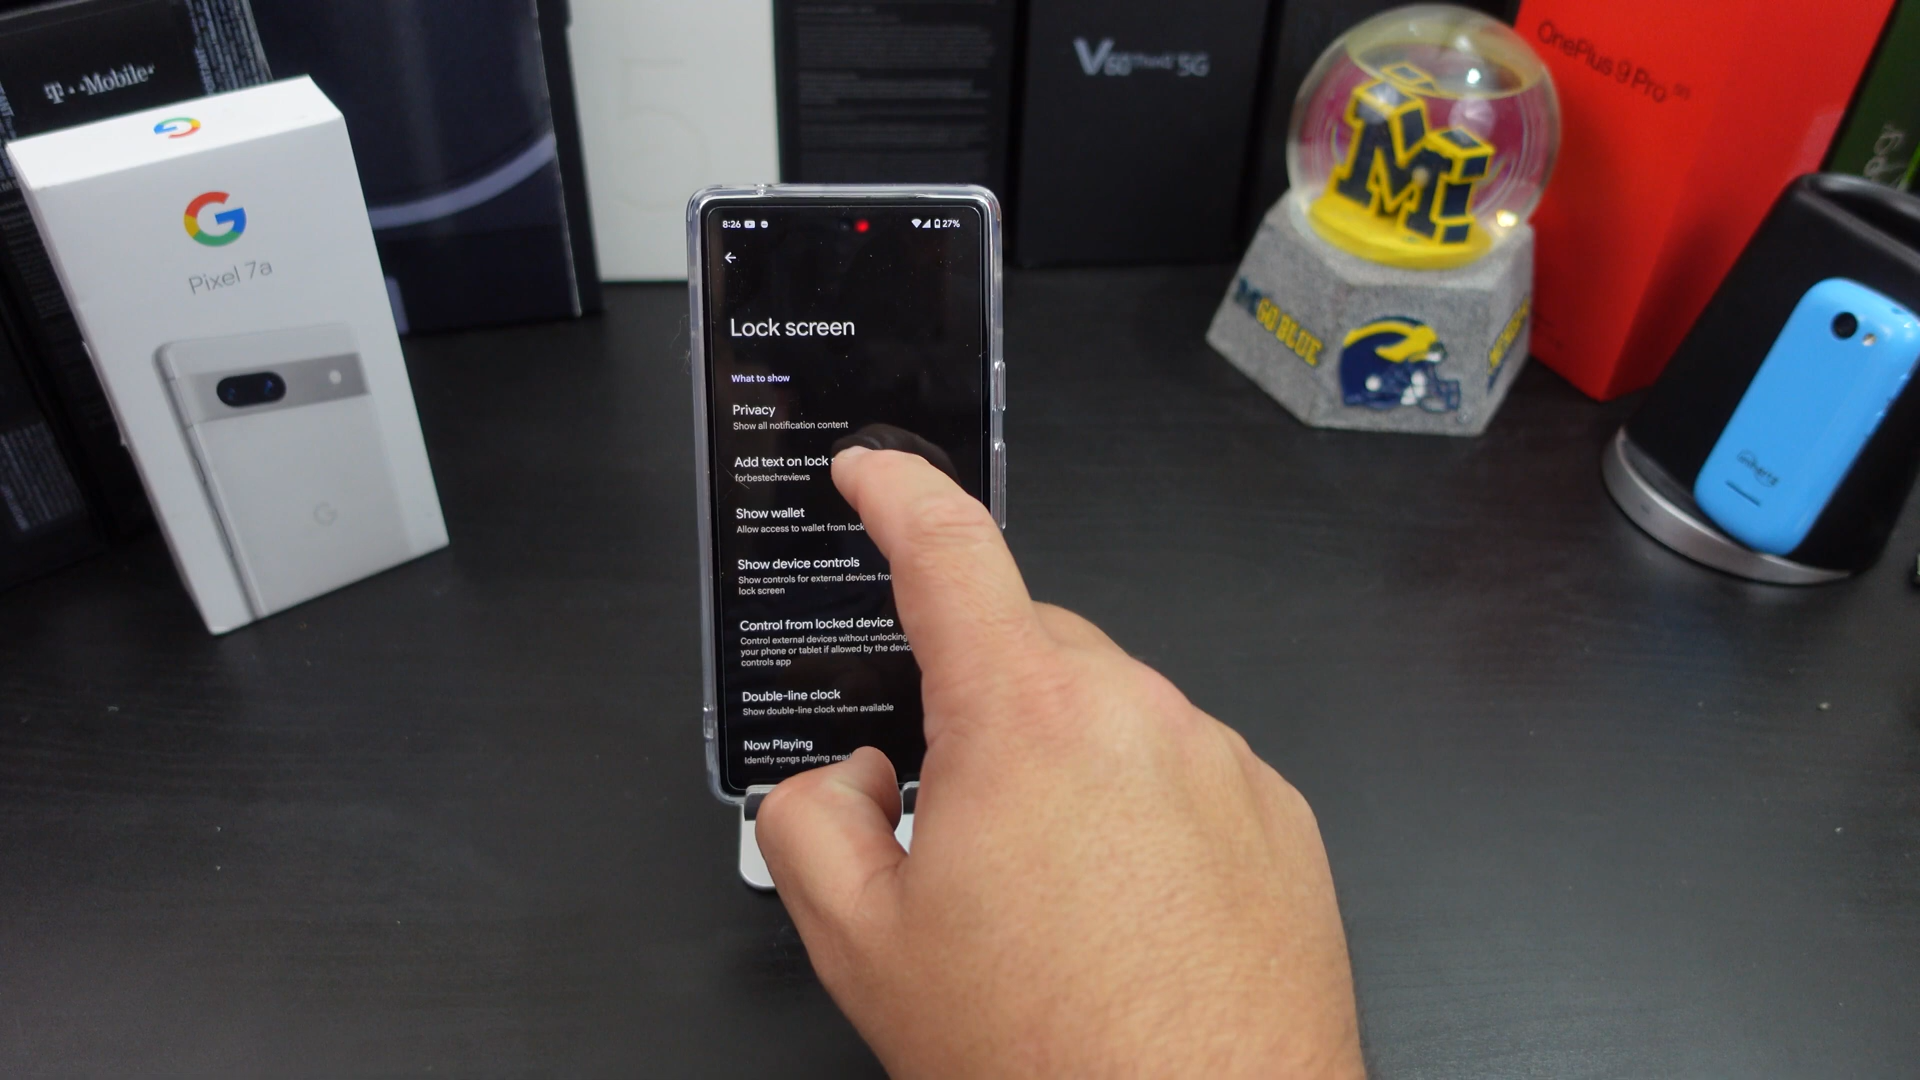 T··Mobile
G
Pixel 7a
V60 ThinQ 5G
OnePlus 9 Pro 5G
GO BLUE
unihertz
8:26
27%
Lock screen
What to show
Privacy
Show all notification content
Add text on lock
forbestechreviews
Show wallet
Allow access to wallet from lock
Show device controls
Show controls for external devices from
lock screen
Control from locked device
Control external devices without unlocking
your phone or tablet if allowed by the device
controls app
Double-line clock
Show double-line clock when available
Now Playing
Identify songs playing